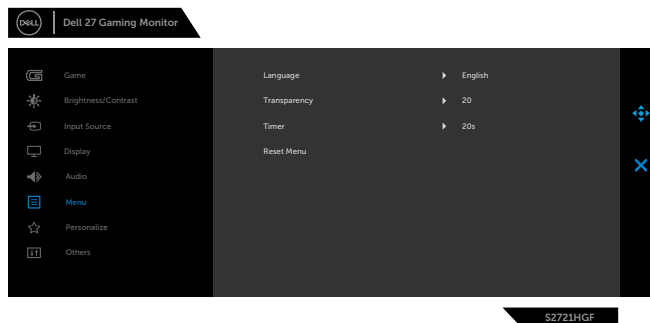 DELL
Dell 27 Gaming Monitor
Game
Language
English
Brightness/Contrast
Transparency
20
Input Source
Timer
20s
Display
Reset Menu
Audio
Menu
Personalize
Others
S2721HGF